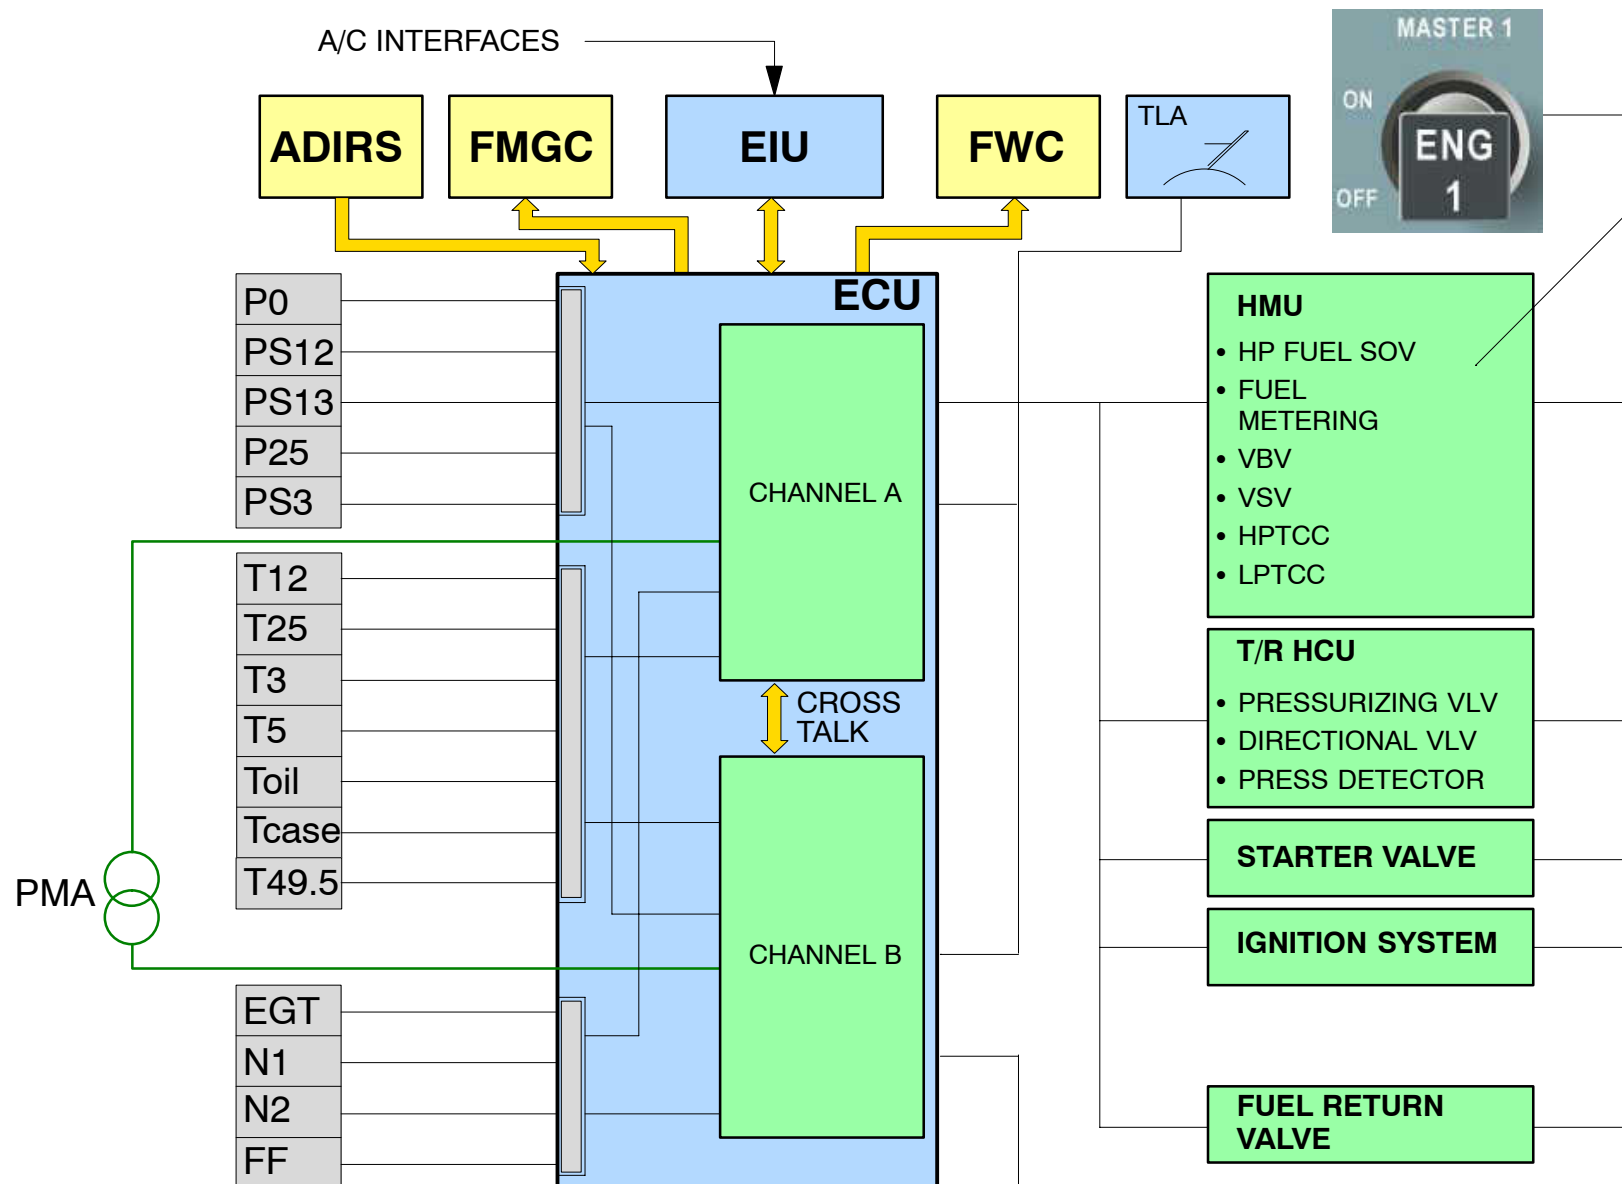 A/C INTERFACES
MASTER 1
ON
OFF
ENG
1
ADIRS
FMGC
EIU
FWC
TLA
ECU
P0
PS12
PS13
P25
PS3
T12
T25
T3
T5
Toil
Tcase
T49.5
PMA
EGT
N1
N2
FF
CHANNEL A
CROSS
TALK
CHANNEL B
HMU
• HP FUEL SOV
• FUEL
METERING
• VBV
• VSV
• HPTCC
• LPTCC
T/R HCU
• PRESSURIZING VLV
• DIRECTIONAL VLV
• PRESS DETECTOR
STARTER VALVE
IGNITION SYSTEM
FUEL RETURN
VALVE